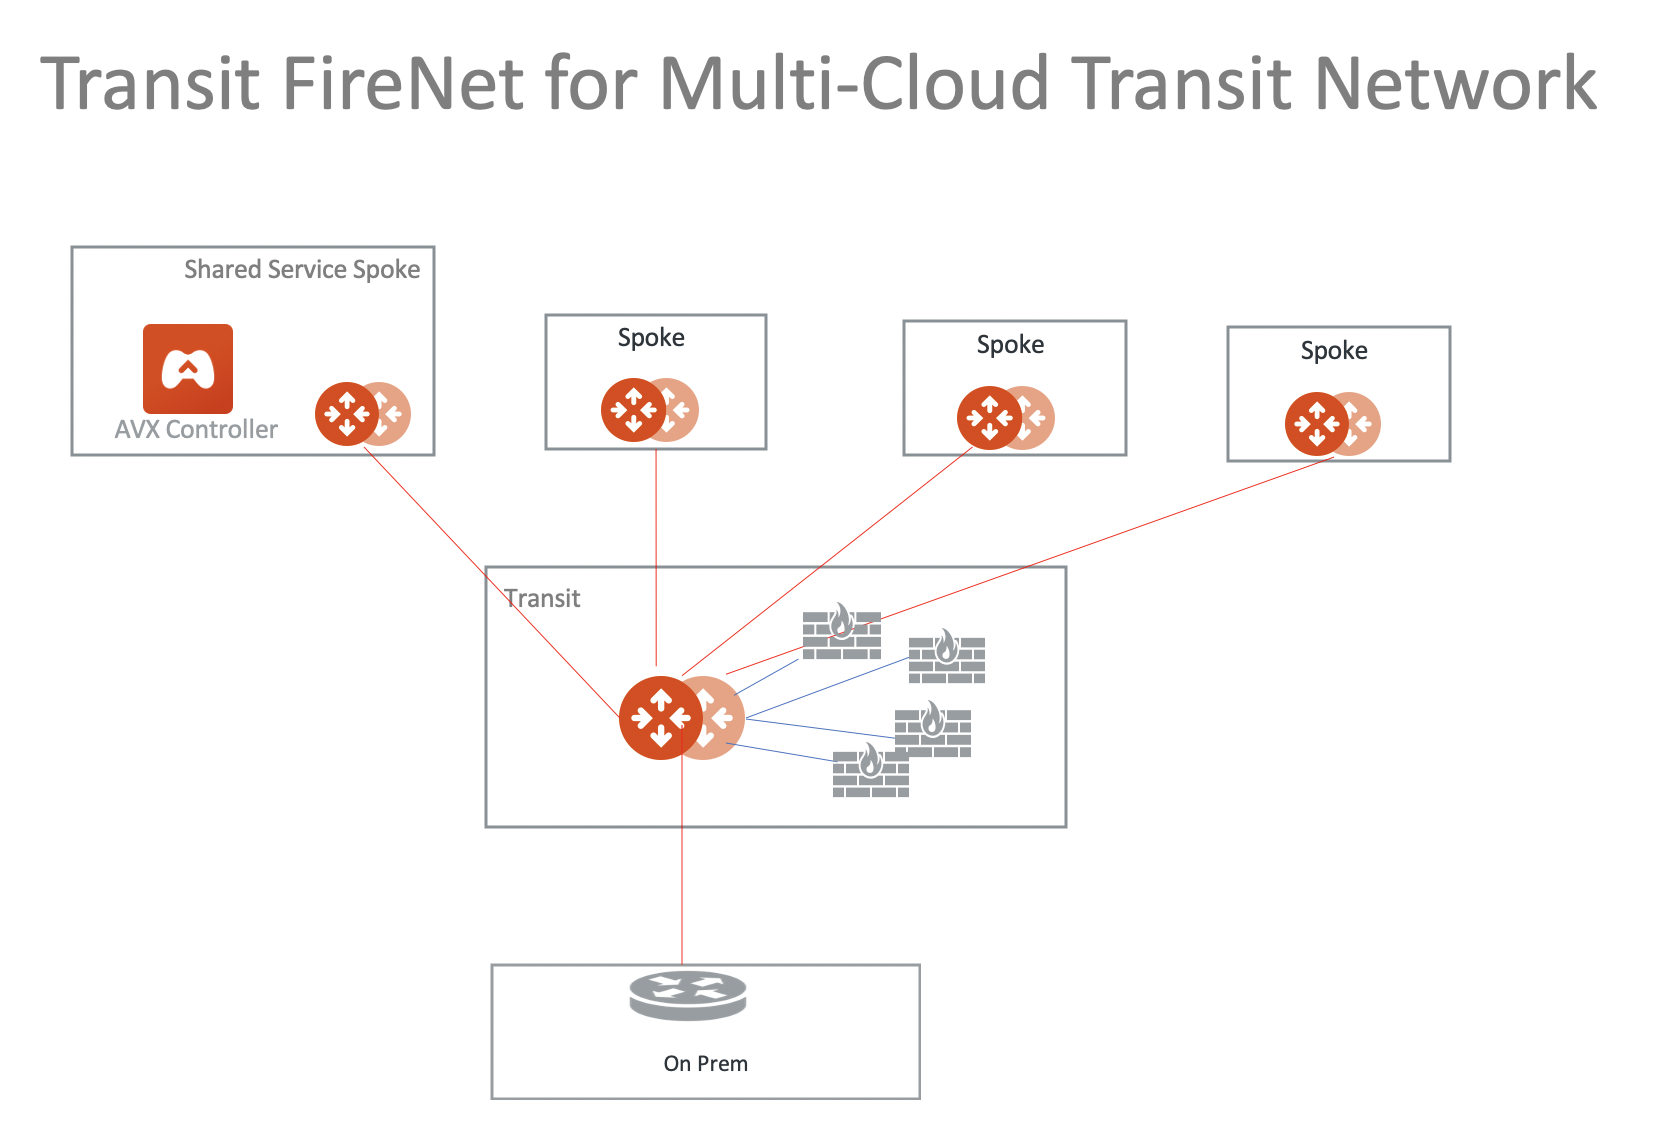 Transit FireNet for Multi-Cloud Transit Network
Shared Service Spoke
AVX Controller
Spoke
Spoke
Spoke
Transit
On Prem